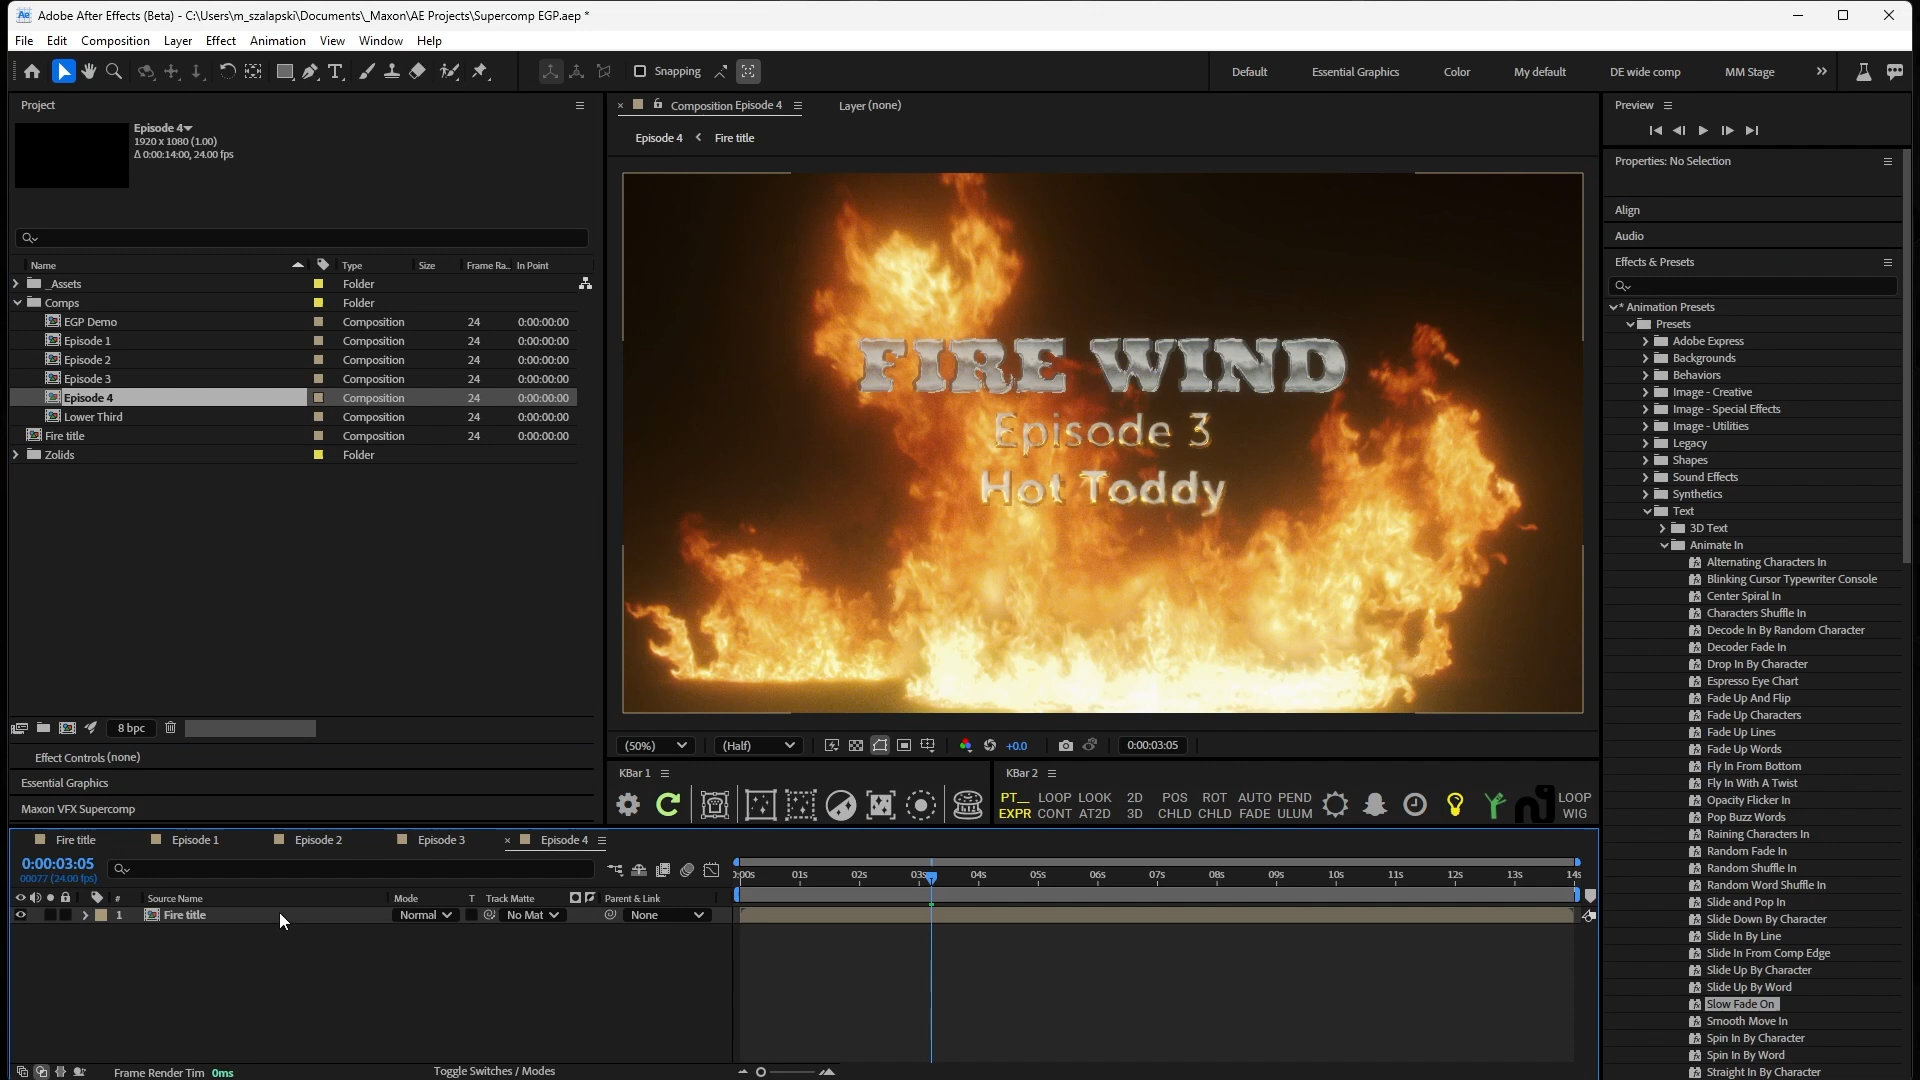 Adobe After Effects (Beta) - C:\Users\m_szalapski\Documents\_Maxon\AE Projects\Supercomp EGP.aep *
File Edit Composition Layer Effect Animation View Window Help
Snapping
Default Essential Graphics Color My default DE wide comp MM Stage
Project
Episode 4
1920 x 1080 (1.00)
Δ 0:00:14:00, 24.00 fps
Name Type Size Frame Ra... In Point
_Assets Folder
Comps Folder
EGP Demo Composition 24 0:00:00:00
Episode 1 Composition 24 0:00:00:00
Episode 2 Composition 24 0:00:00:00
Episode 3 Composition 24 0:00:00:00
Episode 4 Composition 24 0:00:00:00
Lower Third Composition 24 0:00:00:00
Fire title Composition 24 0:00:00:00
Zolids Folder
8 bpc
Effect Controls (none)
Essential Graphics
Maxon VFX Supercomp
Composition Episode 4 Layer (none)
Episode 4 Fire title
FIRE WIND
Episode 3
Hot Toddy
(50%) (Half) +0.0 0:00:03:05
KBar 1
KBar 2
PT__ LOOP LOOK 2D POS ROT AUTO PEND LOOP
EXPR CONT AT2D 3D CHLD CHLD FADE ULUM WIG
Preview
Properties: No Selection
Align
Audio
Effects & Presets
* Animation Presets
Presets
Adobe Express
Backgrounds
Behaviors
Image - Creative
Image - Special Effects
Image - Utilities
Legacy
Shapes
Sound Effects
Synthetics
Text
3D Text
Animate In
Alternating Characters In
Blinking Cursor Typewriter Console
Center Spiral In
Characters Shuffle In
Decode In By Random Character
Decoder Fade In
Drop In By Character
Espresso Eye Chart
Fade Up And Flip
Fade Up Characters
Fade Up Lines
Fade Up Words
Fly In From Bottom
Fly In With A Twist
Opacity Flicker In
Pop Buzz Words
Raining Characters In
Random Fade In
Random Shuffle In
Random Word Shuffle In
Slide and Pop In
Slide Down By Character
Slide In By Line
Slide In From Comp Edge
Slide Up By Character
Slide Up By Word
Slow Fade On
Smooth Move In
Spin In By Character
Spin In By Word
Straight In By Character
Fire title Episode 1 Episode 2 Episode 3 Episode 4
0:00:03:05
00077 (24.00 fps)
0:00s 01s 02s 03s 04s 05s 06s 07s 08s 09s 10s 11s 12s 13s 14s
# Source Name Mode T Track Matte Parent & Link
1 Fire title Normal No Mat None
Frame Render Tim 0ms Toggle Switches / Modes